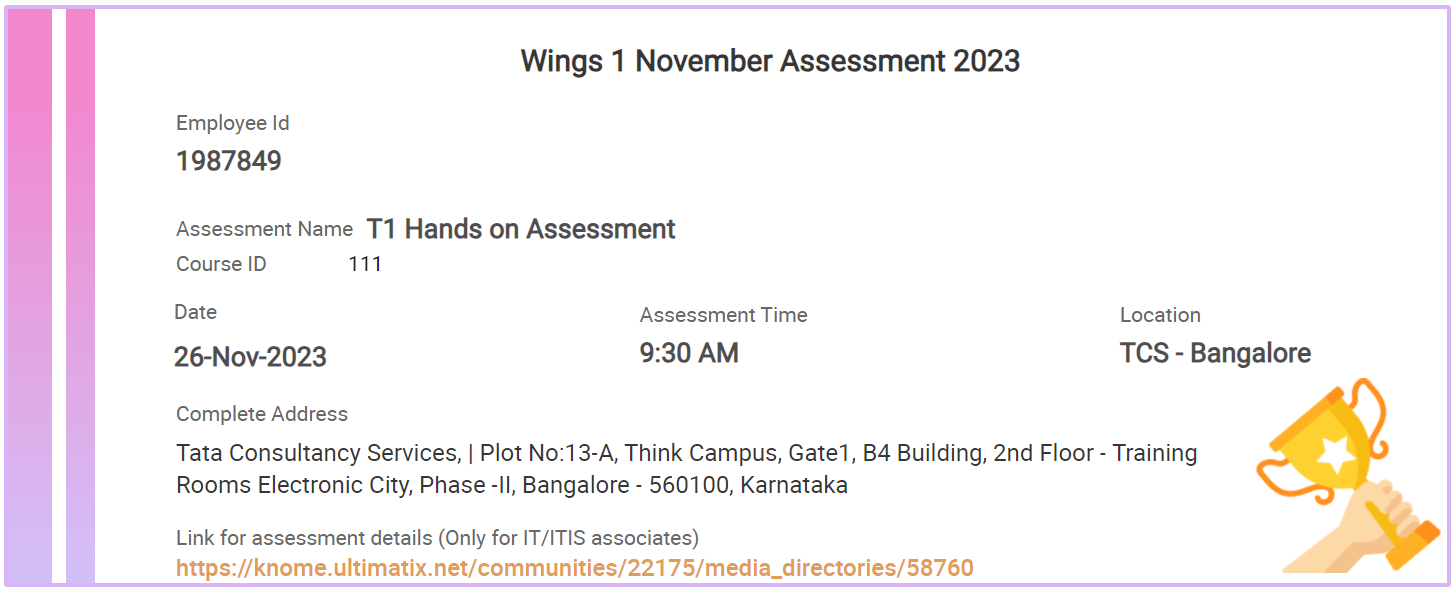 Wings 1 November Assessment 2023
Employee Id
1987849
Assessment Name T1 Hands on Assessment
Course ID 111
Date
26-Nov-2023
Assessment Time
9:30 AM
Location
TCS - Bangalore
Complete Address
Tata Consultancy Services, | Plot No:13-A, Think Campus, Gate1, B4 Building, 2nd Floor - Training
Rooms Electronic City, Phase -II, Bangalore - 560100, Karnataka
Link for assessment details (Only for IT/ITIS associates)
https://knome.ultimatix.net/communities/22175/media_directories/58760